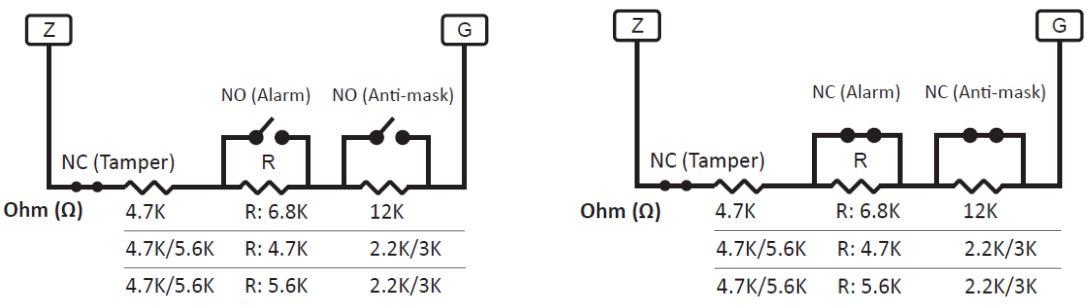 Z G
NO (Alarm) NO (Anti-mask)
NC (Tamper) R
Ohm (Ω) 4.7K R: 6.8K 12K
4.7K/5.6K R: 4.7K 2.2K/3K
4.7K/5.6K R: 5.6K 2.2K/3K
Z G
NC (Alarm) NC (Anti-mask)
NC (Tamper) R
Ohm (Ω) 4.7K R: 6.8K 12K
4.7K/5.6K R: 4.7K 2.2K/3K
4.7K/5.6K R: 5.6K 2.2K/3K